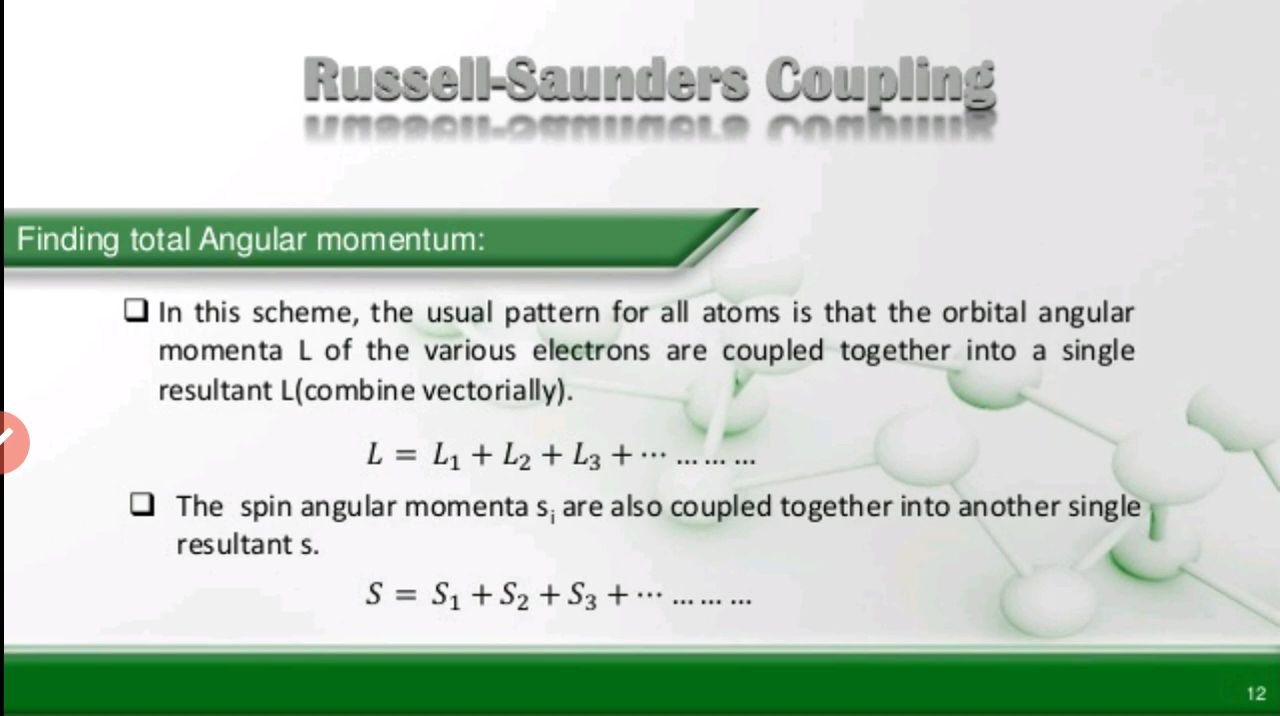 Russell-Saunders Coupling
Finding total Angular momentum:
❑ In this scheme, the usual pattern for all atoms is that the orbital angular
momenta L of the various electrons are coupled together into a single
resultant L(combine vectorially).
L = L₁ + L₂ + L₃ + ⋯ … … …
❑ The spin angular momenta sᵢ are also coupled together into another single
resultant s.
S = S₁ + S₂ + S₃ + ⋯ … … …
12